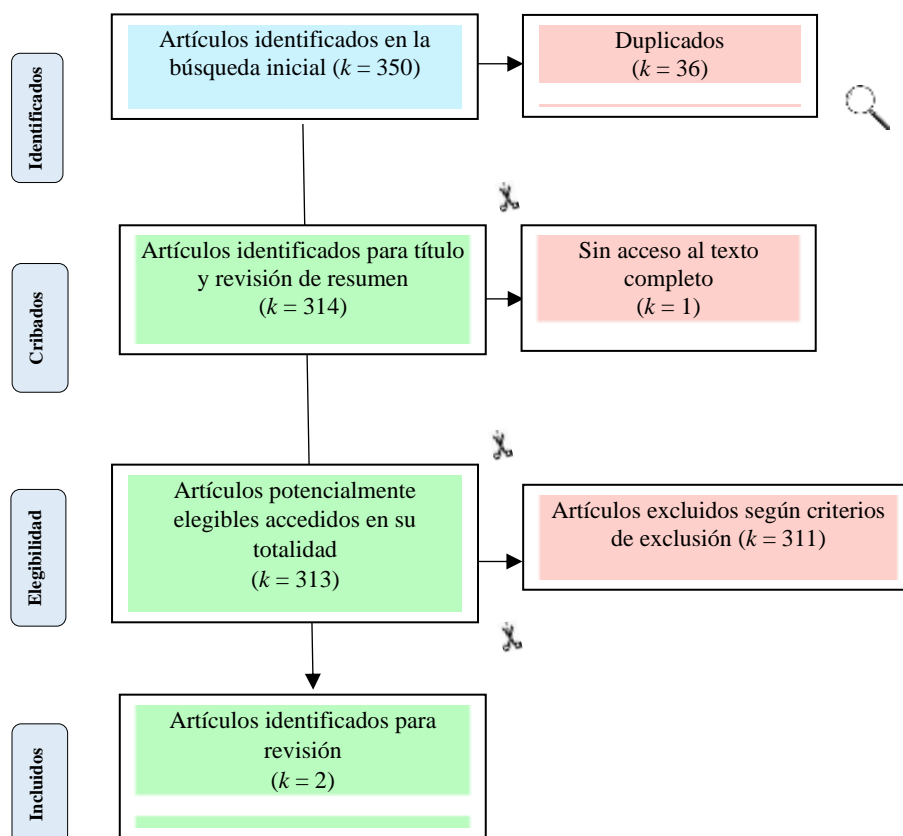 Identificados
Artículos identificados en la
búsqueda inicial (k = 350)
Duplicados
(k = 36)
Cribados
Artículos identificados para título
y revisión de resumen
(k = 314)
Sin acceso al texto
completo
(k = 1)
Elegibilidad
Artículos potencialmente
elegibles accedidos en su
totalidad
(k = 313)
Artículos excluidos según criterios
de exclusión (k = 311)
Incluidos
Artículos identificados para
revisión
(k = 2)